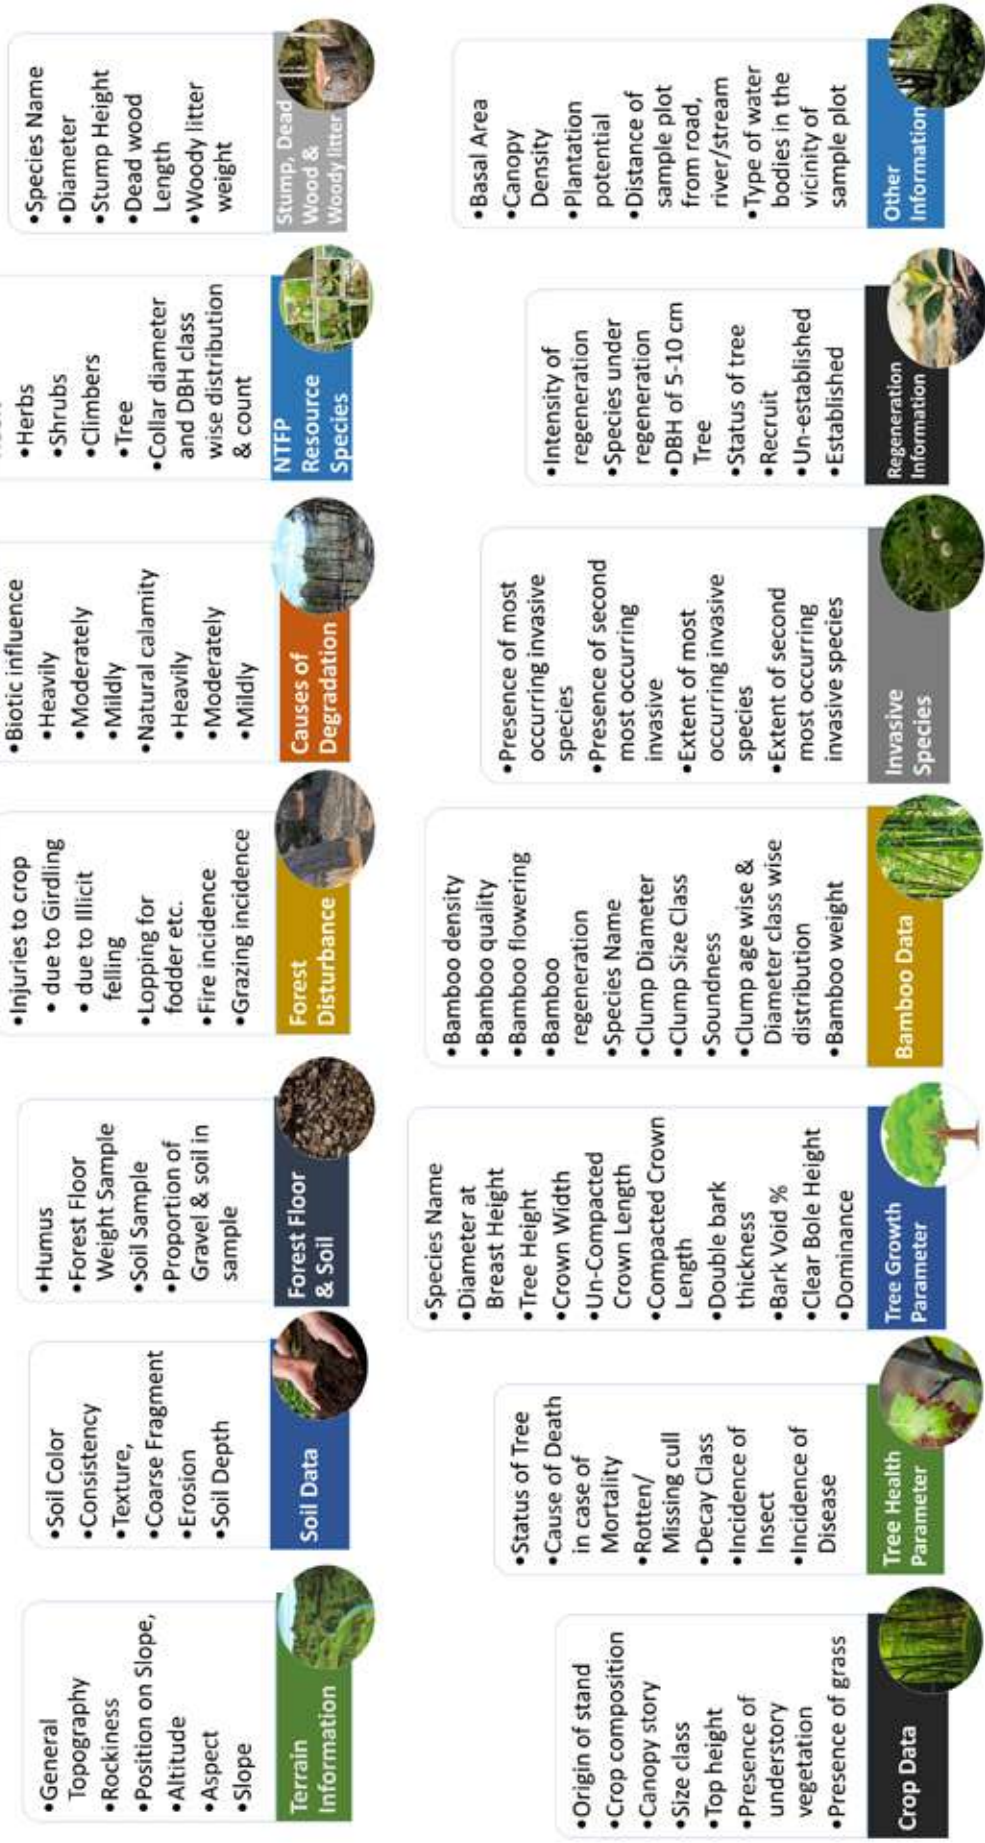 •General
Topography
•Rockiness
•Position on Slope,
•Altitude
•Aspect
•Slope
Terrain
Information
•Soil Color
•Consistency
•Texture,
•Coarse Fragment
•Erosion
•Soil Depth
Soil Data
•Humus
•Forest Floor
Weight Sample
•Soil Sample
•Proportion of
Gravel & soil in
sample
Forest Floor
& Soil
•Injuries to crop
• due to Girdling
• due to Illicit
felling
•Lopping for
fodder etc.
•Fire incidence
•Grazing incidence
Forest
Disturbance
•Biotic influence
•Heavily
•Moderately
•Mildly
•Natural calamity
•Heavily
•Moderately
•Mildly
Causes of
Degradation
•Herbs
•Shrubs
•Climbers
•Tree
•Collar diameter
and DBH class
wise distribution
& count
NTFP
Resource
Species
•Species Name
•Diameter
•Stump Height
•Dead wood
Length
•Woody litter
weight
Stump, Dead
Wood &
Woody litter
•Origin of stand
•Crop composition
•Canopy story
•Size class
•Top height
•Presence of
understory
vegetation
•Presence of grass
Crop Data
•Status of Tree
•Cause of Death
in case of
Mortality
•Rotten/
Missing cull
•Decay Class
•Incidence of
Insect
•Incidence of
Disease
Tree Health
Parameter
•Species Name
•Diameter at
Breast Height
•Tree Height
•Crown Width
•Un-Compacted
Crown Length
•Compacted Crown
Length
•Double bark
thickness
•Bark Void %
•Clear Bole Height
•Dominance
Tree Growth
Parameter
•Bamboo density
•Bamboo quality
•Bamboo flowering
•Bamboo
regeneration
•Species Name
•Clump Diameter
•Clump Size Class
•Soundness
•Clump age wise &
Diameter class wise
distribution
•Bamboo weight
Bamboo Data
•Presence of most
occurring invasive
species
•Presence of second
most occurring
invasive
•Extent of most
occurring invasive
species
•Extent of second
most occurring
invasive species
Invasive
Species
•Intensity of
regeneration
•Species under
regeneration
•DBH of 5-10 cm
Tree
•Status of tree
•Recruit
•Un-established
•Established
Regeneration
Information
•Basal Area
•Canopy
Density
•Plantation
potential
•Distance of
sample plot
from road,
river/stream
•Type of water
bodies in the
vicinity of
sample plot
Other
Information